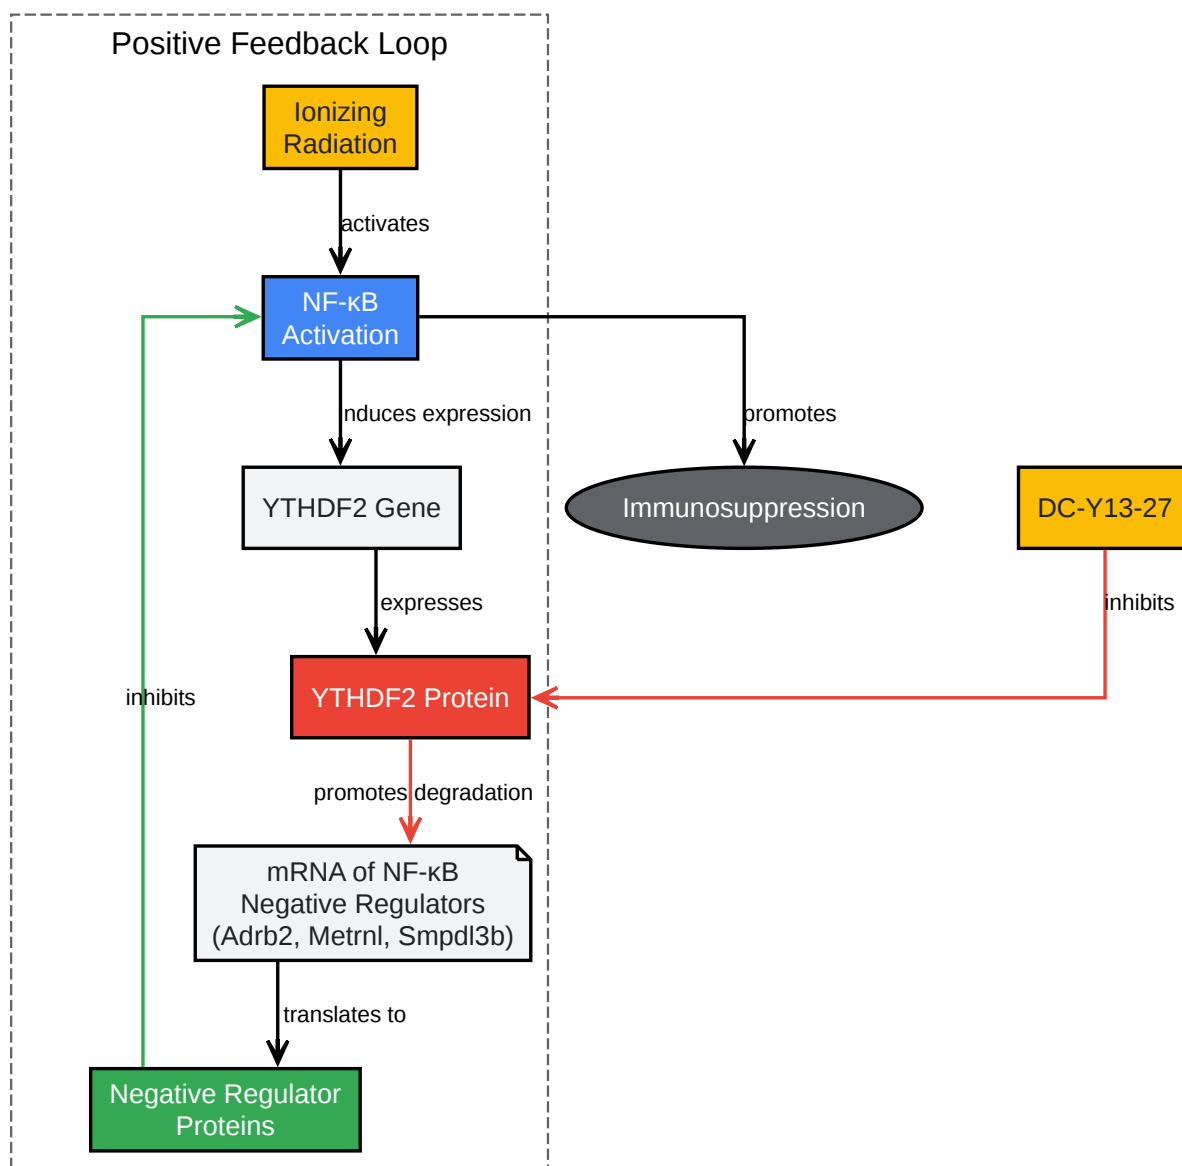 Positive Feedback Loop
Ionizing
Radiation
activates
NF-κB
Activation
nduces expression
promotes
YTHDF2 Gene
Immunosuppression
DC-Y13-27
expresses
inhibits
YTHDF2 Protein
inhibits
promotes degradation
mRNA of NF-κB
Negative Regulators
(Adrb2, Metrnl, Smpdl3b)
translates to
Negative Regulator
Proteins